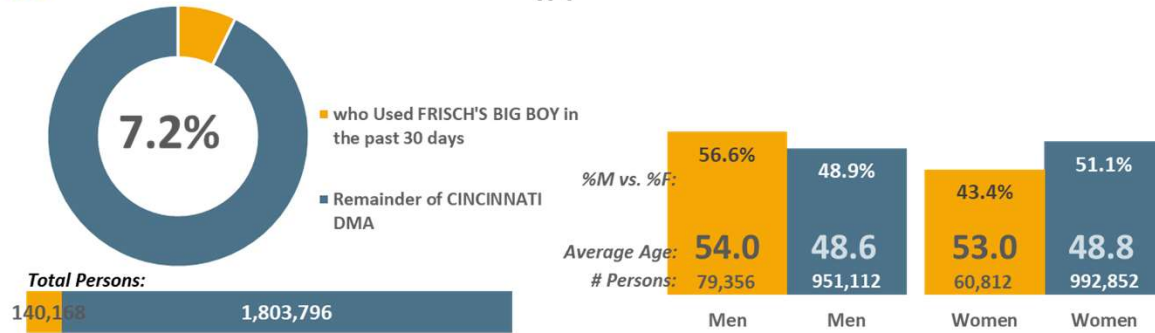 7.2%
who Used FRISCH'S BIG BOY in
the past 30 days
Remainder of CINCINNATI
DMA
Total Persons:
140,168 1,803,796
%M vs. %F: 56.6% 48.9% 43.4% 51.1%
Average Age: 54.0 48.6 53.0 48.8
# Persons: 79,356 951,112 60,812 992,852
Men Men Women Women